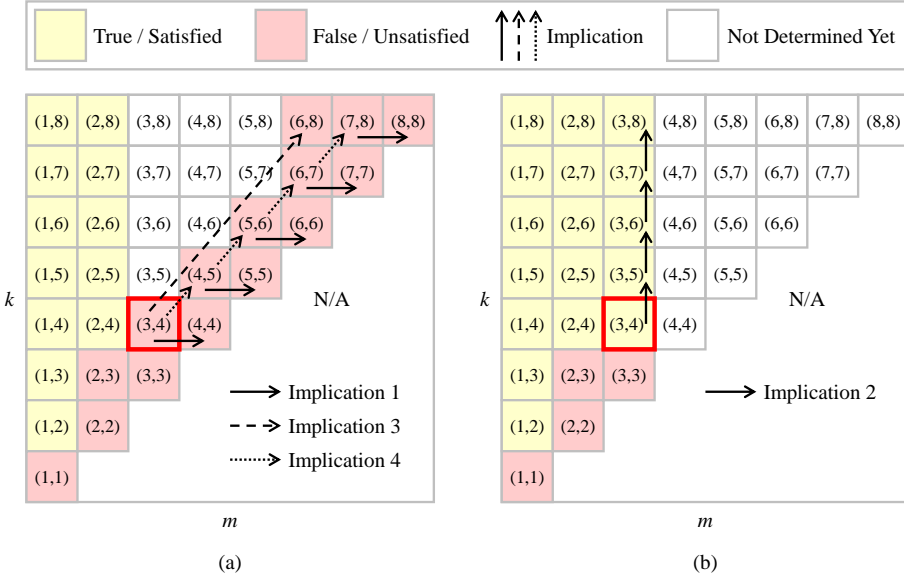 True / Satisfied False / Unsatisfied Implication Not Determined Yet
(1,8) (2,8) (3,8) (4,8) (5,8) (6,8) (7,8) (8,8)
(1,7) (2,7) (3,7) (4,7) (5,7) (6,7) (7,7)
(1,6) (2,6) (3,6) (4,6) (5,6) (6,6)
(1,5) (2,5) (3,5) (4,5) (5,5)
k N/A
(1,4) (2,4) (3,4) (4,4)
(1,3) (2,3) (3,3)
Implication 1
(1,2) (2,2)
Implication 3
Implication 4
(1,1)
m
(a)
(1,8) (2,8) (3,8) (4,8) (5,8) (6,8) (7,8) (8,8)
(1,7) (2,7) (3,7) (4,7) (5,7) (6,7) (7,7)
(1,6) (2,6) (3,6) (4,6) (5,6) (6,6)
(1,5) (2,5) (3,5) (4,5) (5,5)
k N/A
(1,4) (2,4) (3,4) (4,4)
(1,3) (2,3) (3,3)
Implication 2
(1,2) (2,2)
(1,1)
m
(b)